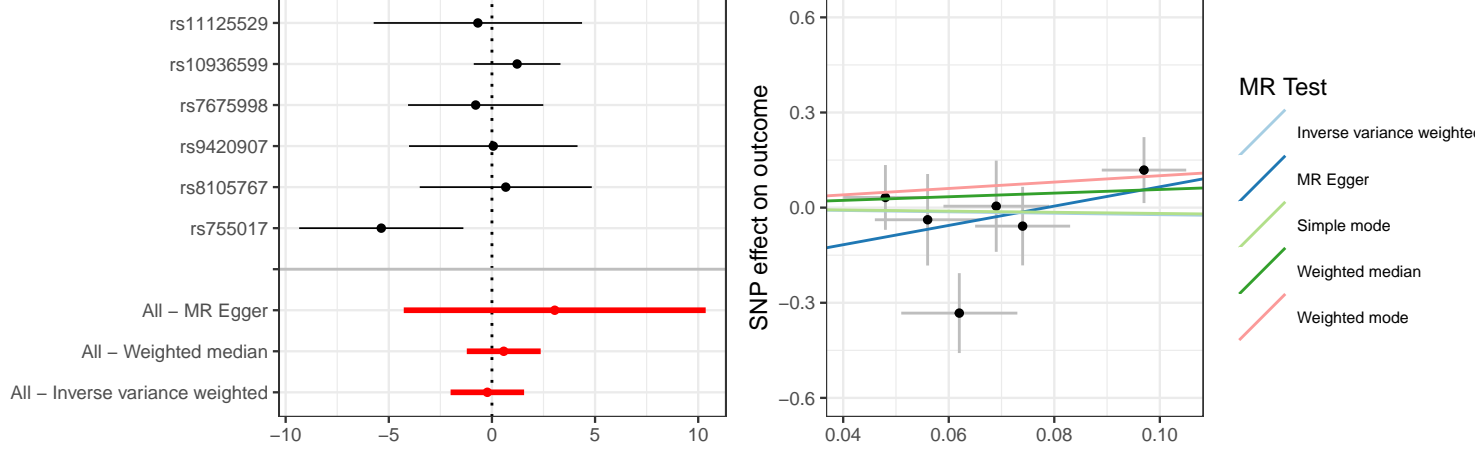 rs11125529
rs10936599
rs7675998
rs9420907
rs8105767
rs755017
All − MR Egger
All − Weighted median
All − Inverse variance weighted
−10
−5
0
5
10
SNP effect on outcome
0.6
0.3
0.0
−0.3
−0.6
0.04
0.06
0.08
0.10
MR Test
Inverse variance weighted
MR Egger
Simple mode
Weighted median
Weighted mode